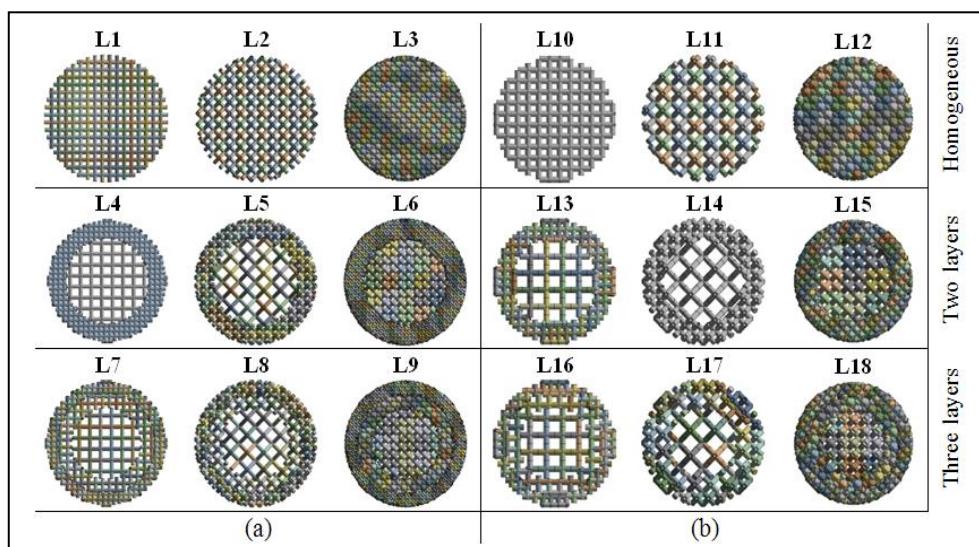 L1 L2 L3 L10 L11 L12
Homogeneous
L4 L5 L6 L13 L14 L15
Two layers
L7 L8 L9 L16 L17 L18
Three layers
(a) (b)